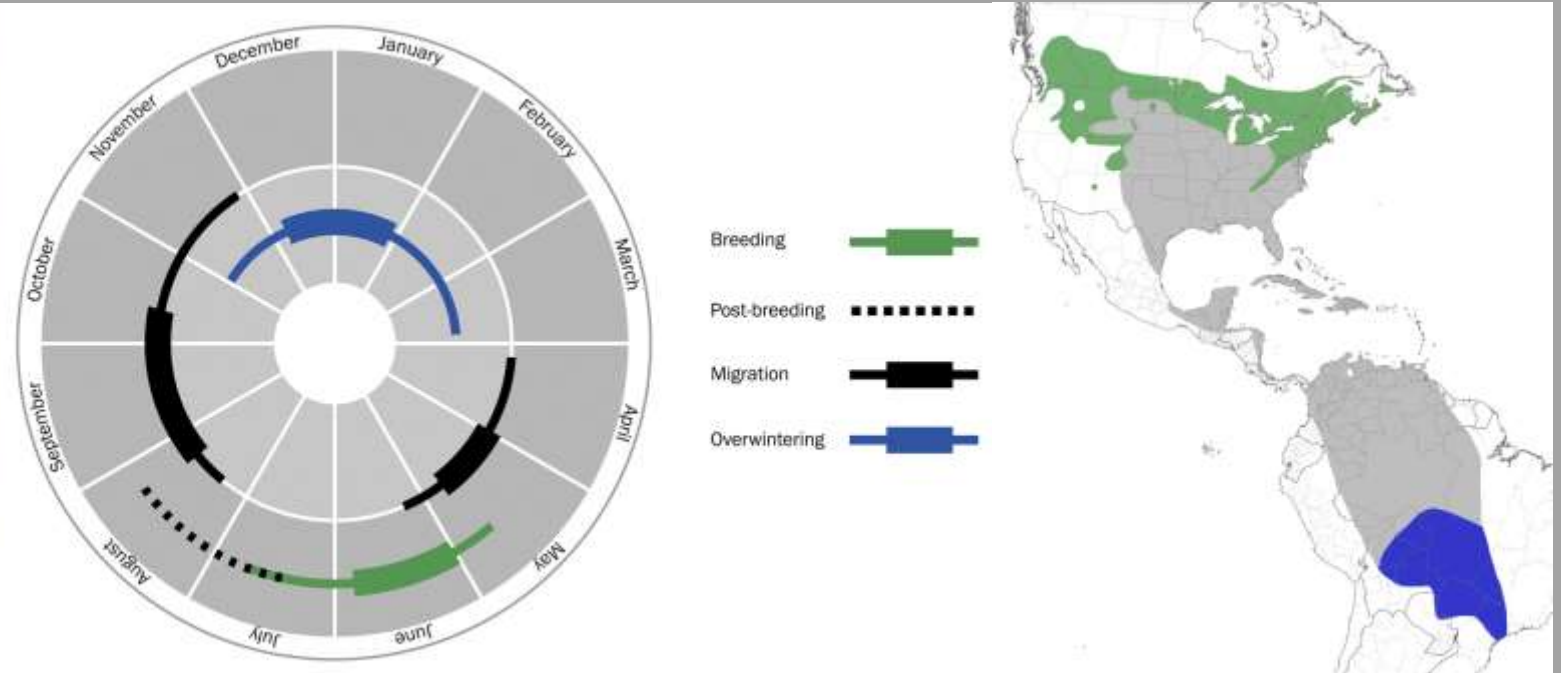 January
February
March
April
May
June
July
August
September
October
November
December
Breeding
Post-breeding
Migration
Overwintering